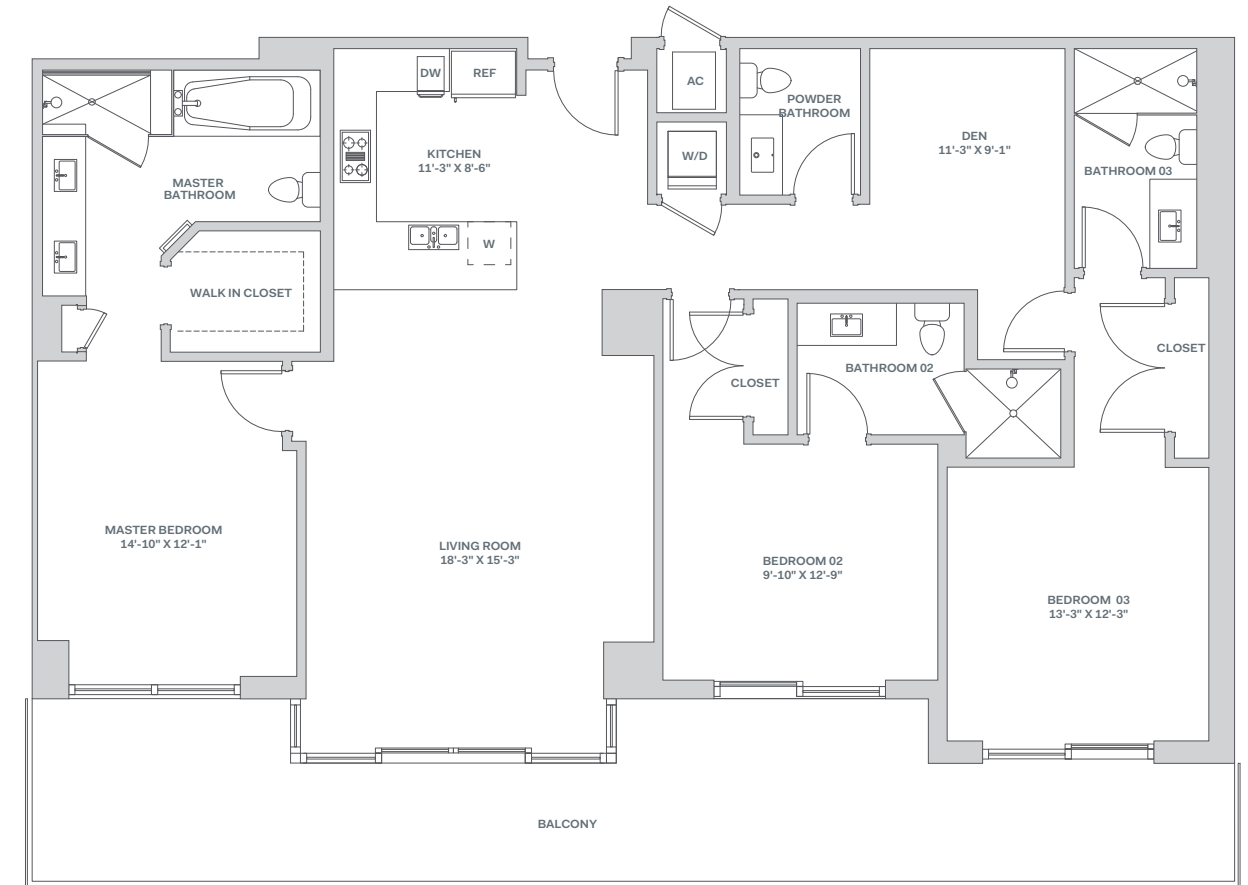 DW
REF
AC
POWDER
BATHROOM
KITCHEN
11'-3" X 8'-6"
W/D
DEN
11'-3" X 9'-1"
BATHROOM 03
MASTER
BATHROOM
W
WALK IN CLOSET
CLOSET
BATHROOM 02
CLOSET
MASTER BEDROOM
14'-10" X 12'-1"
LIVING ROOM
18'-3" X 15'-3"
BEDROOM 02
9'-10" X 12'-9"
BEDROOM 03
13'-3" X 12'-3"
BALCONY